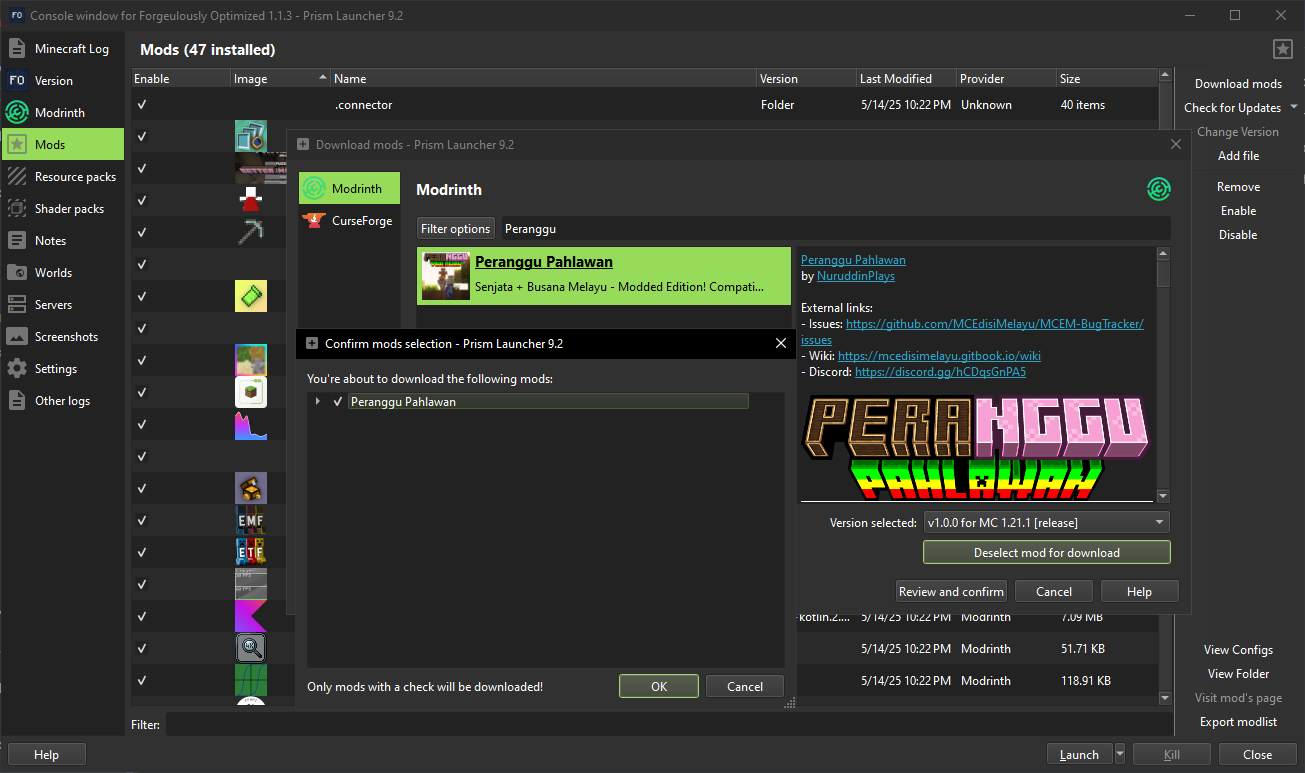 Console window for Forgeulously Optimized 1.1.3 - Prism Launcher 9.2
Minecraft Log
Version
Modrinth
Mods
Resource packs
Shader packs
Notes
Worlds
Servers
Screenshots
Settings
Other logs
Mods (47 installed)
Enable Image Name Version Last Modified Provider Size
.connector Folder 5/14/25 10:22 PM Unknown 40 items
EMF
ETF
kotlin.2.... 5/14/25 10:22 PM Modrinth 7.09 MB
5/14/25 10:22 PM Modrinth 51.71 KB
5/14/25 10:22 PM Modrinth 118.91 KB
Filter:
Download mods
Check for Updates
Change Version
Add file
Remove
Enable
Disable
View Configs
View Folder
Visit mod's page
Export modlist
Help
Launch
Kill
Close
Download mods - Prism Launcher 9.2
Modrinth
CurseForge
Modrinth
Filter options
Peranggu
Peranggu Pahlawan
Senjata + Busana Melayu - Modded Edition! Compati...
Peranggu Pahlawan
by NuruddinPlays
External links:
- Issues: https://github.com/MCEdisiMelayu/MCEM-BugTracker/
issues
- Wiki: https://mcedisimelayu.gitbook.io/wiki
- Discord: https://discord.gg/hCDqsGnPA5
PERANGGU
PAHLAWAN
Version selected: v1.0.0 for MC 1.21.1 [release]
Deselect mod for download
Review and confirm
Cancel
Help
Confirm mods selection - Prism Launcher 9.2
You're about to download the following mods:
Peranggu Pahlawan
Only mods with a check will be downloaded!
OK
Cancel